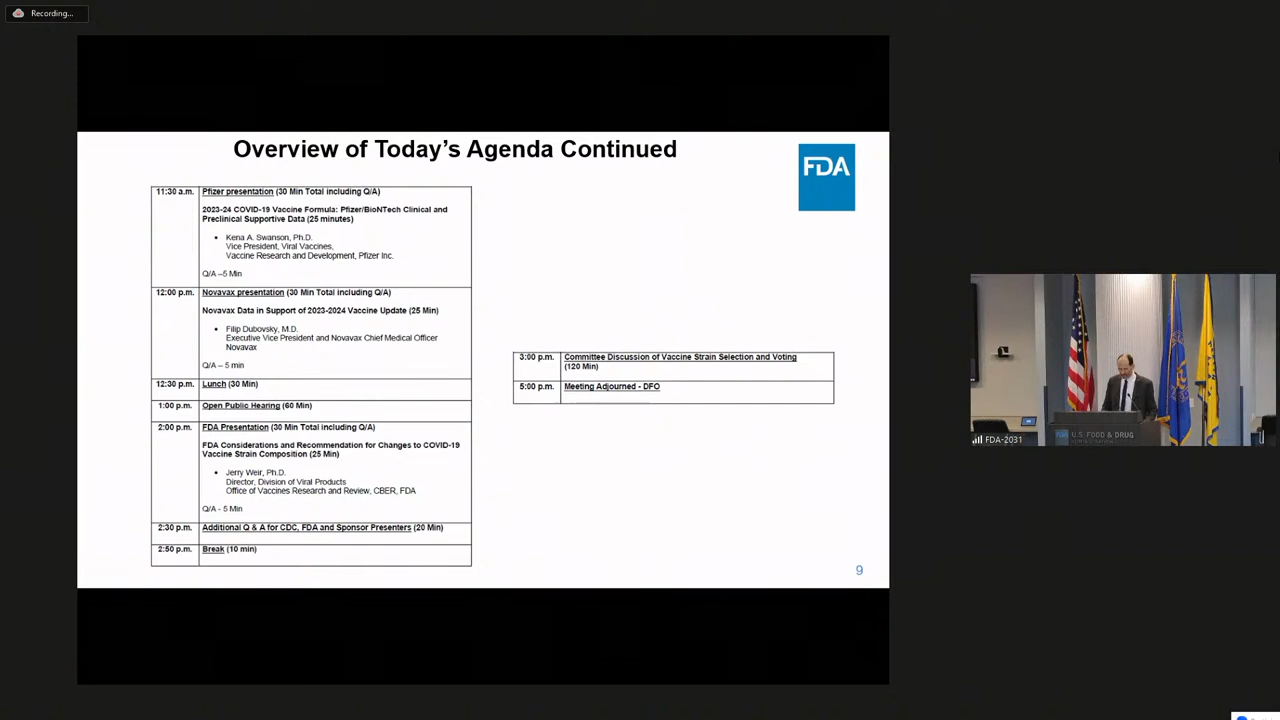 Recording...
Overview of Today's Agenda Continued
FDA
11:30 a.m. Pfizer presentation (30 Min Total including Q/A)
2023-24 COVID-19 Vaccine Formula: Pfizer/BioNTech Clinical and
Preclinical Supportive Data (25 minutes)
• Kena A. Swanson, Ph.D.
Vice President, Viral Vaccines,
Vaccine Research and Development, Pfizer Inc.
Q/A –5 Min
12:00 p.m. Novavax presentation (30 Min Total including Q/A)
Novavax Data in Support of 2023-2024 Vaccine Update (25 Min)
• Filip Dubovsky, M.D.
Executive Vice President and Novavax Chief Medical Officer
Novavax
Q/A – 5 min
12:30 p.m. Lunch (30 Min)
1:00 p.m. Open Public Hearing (60 Min)
2:00 p.m. FDA Presentation (30 Min Total including Q/A)
FDA Considerations and Recommendation for Changes to COVID-19
Vaccine Strain Composition (25 Min)
• Jerry Weir, Ph.D.
Director, Division of Viral Products
Office of Vaccines Research and Review, CBER, FDA
Q/A - 5 Min
2:30 p.m. Additional Q & A for CDC, FDA and Sponsor Presenters (20 Min)
2:50 p.m. Break (10 min)
3:00 p.m. Committee Discussion of Vaccine Strain Selection and Voting
(120 Min)
5:00 p.m. Meeting Adjourned - DFO
9
FDA U.S. FOOD & DRUG
FDA-2031